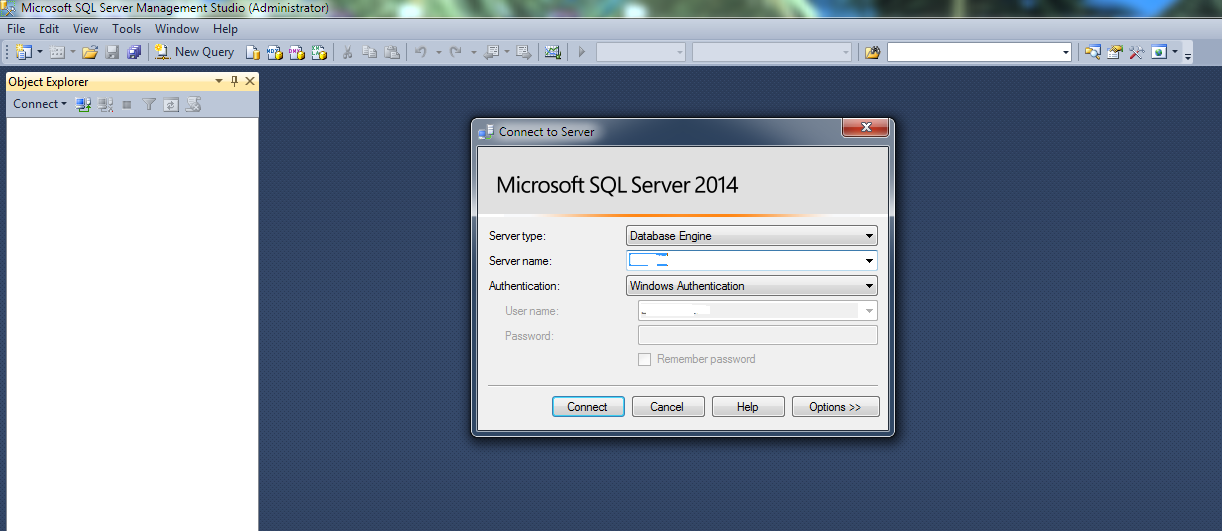 Microsoft SQL Server Management Studio (Administrator)
File Edit View Tools Window Help
New Query
Object Explorer
Connect
Connect to Server
Microsoft SQL Server 2014
Server type: Database Engine
Server name:
Authentication: Windows Authentication
User name:
Password:
Remember password
Connect Cancel Help Options >>